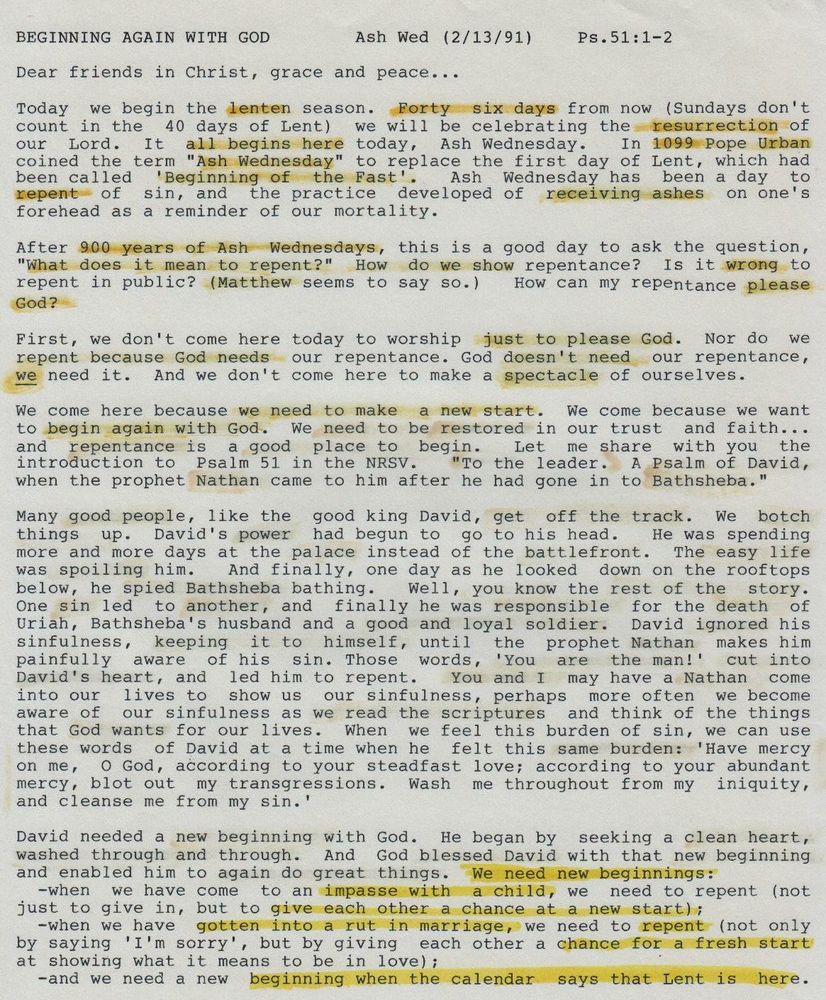 BEGINNING AGAIN WITH GOD Ash Wed (2/13/91) Ps.51:1-2
Dear friends in Christ, grace and peace...
Today we begin the lenten season. Forty six days from now (Sundays don't
count in the 40 days of Lent) we will be celebrating the resurrection of
our Lord. It all begins here today, Ash Wednesday. In 1099 Pope Urban
coined the term "Ash Wednesday" to replace the first day of Lent, which had
been called 'Beginning of the Fast'. Ash Wednesday has been a day to
repent of sin, and the practice developed of receiving ashes on one's
forehead as a reminder of our mortality.
After 900 years of Ash Wednesdays, this is a good day to ask the question,
"What does it mean to repent?" How do we show repentance? Is it wrong to
repent in public? (Matthew seems to say so.) How can my repentance please
God?
First, we don't come here today to worship just to please God. Nor do we
repent because God needs our repentance. God doesn't need our repentance,
we need it. And we don't come here to make a spectacle of ourselves.
We come here because we need to make a new start. We come because we want
to begin again with God. We need to be restored in our trust and faith...
and repentance is a good place to begin. Let me share with you the
introduction to Psalm 51 in the NRSV. "To the leader. A Psalm of David,
when the prophet Nathan came to him after he had gone in to Bathsheba."
Many good people, like the good king David, get off the track. We botch
things up. David's power had begun to go to his head. He was spending
more and more days at the palace instead of the battlefront. The easy life
was spoiling him. And finally, one day as he looked down on the rooftops
below, he spied Bathsheba bathing. Well, you know the rest of the story.
One sin led to another, and finally he was responsible for the death of
Uriah, Bathsheba's husband and a good and loyal soldier. David ignored his
sinfulness, keeping it to himself, until the prophet Nathan makes him
painfully aware of his sin. Those words, 'You are the man!' cut into
David's heart, and led him to repent. You and I may have a Nathan come
into our lives to show us our sinfulness, perhaps more often we become
aware of our sinfulness as we read the scriptures and think of the things
that God wants for our lives. When we feel this burden of sin, we can use
these words of David at a time when he felt this same burden: 'Have mercy
on me, O God, according to your steadfast love; according to your abundant
mercy, blot out my transgressions. Wash me throughout from my iniquity,
and cleanse me from my sin.'
David needed a new beginning with God. He began by seeking a clean heart,
washed through and through. And God blessed David with that new beginning
and enabled him to again do great things. We need new beginnings:
-when we have come to an impasse with a child, we need to repent (not
just to give in, but to give each other a chance at a new start);
-when we have gotten into a rut in marriage, we need to repent (not only
by saying 'I'm sorry', but by giving each other a chance for a fresh start
at showing what it means to be in love);
-and we need a new beginning when the calendar says that Lent is here.